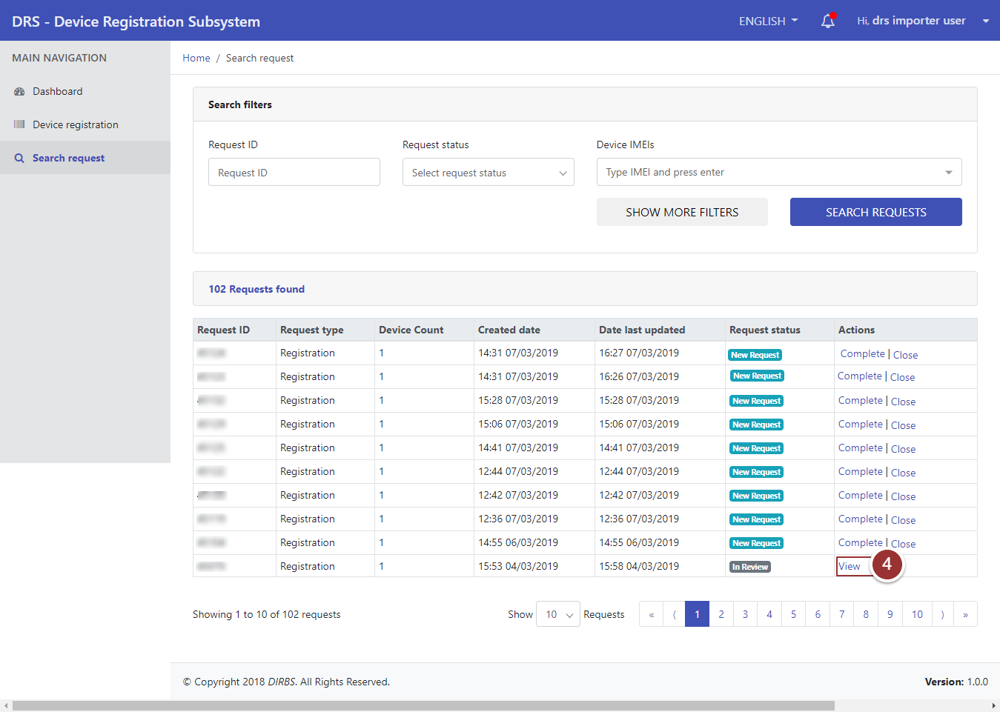 DRS - Device Registration Subsystem ENGLISH Hi, drs importer user
MAIN NAVIGATION
Home / Search request
Dashboard
Device registration
Search request
Search filters
Request ID Request status Device IMEIs
Request ID Select request status Type IMEI and press enter
SHOW MORE FILTERS SEARCH REQUESTS
102 Requests found
Request ID Request type Device Count Created date Date last updated Request status Actions
Registration 1 14:31 07/03/2019 16:27 07/03/2019 New Request Complete | Close
Registration 1 14:31 07/03/2019 16:26 07/03/2019 New Request Complete | Close
Registration 1 15:28 07/03/2019 15:28 07/03/2019 New Request Complete | Close
Registration 1 15:06 07/03/2019 15:06 07/03/2019 New Request Complete | Close
Registration 1 14:41 07/03/2019 14:41 07/03/2019 New Request Complete | Close
Registration 1 12:44 07/03/2019 12:44 07/03/2019 New Request Complete | Close
Registration 1 12:42 07/03/2019 12:42 07/03/2019 New Request Complete | Close
Registration 1 12:36 07/03/2019 12:36 07/03/2019 New Request Complete | Close
Registration 1 14:55 06/03/2019 14:55 06/03/2019 New Request Complete | Close
Registration 1 15:53 04/03/2019 15:58 04/03/2019 In Review View 4
Showing 1 to 10 of 102 requests Show 10 Requests « ⟨ 1 2 3 4 5 6 7 8 9 10 ⟩ »
© Copyright 2018 DIRBS. All Rights Reserved. Version: 1.0.0